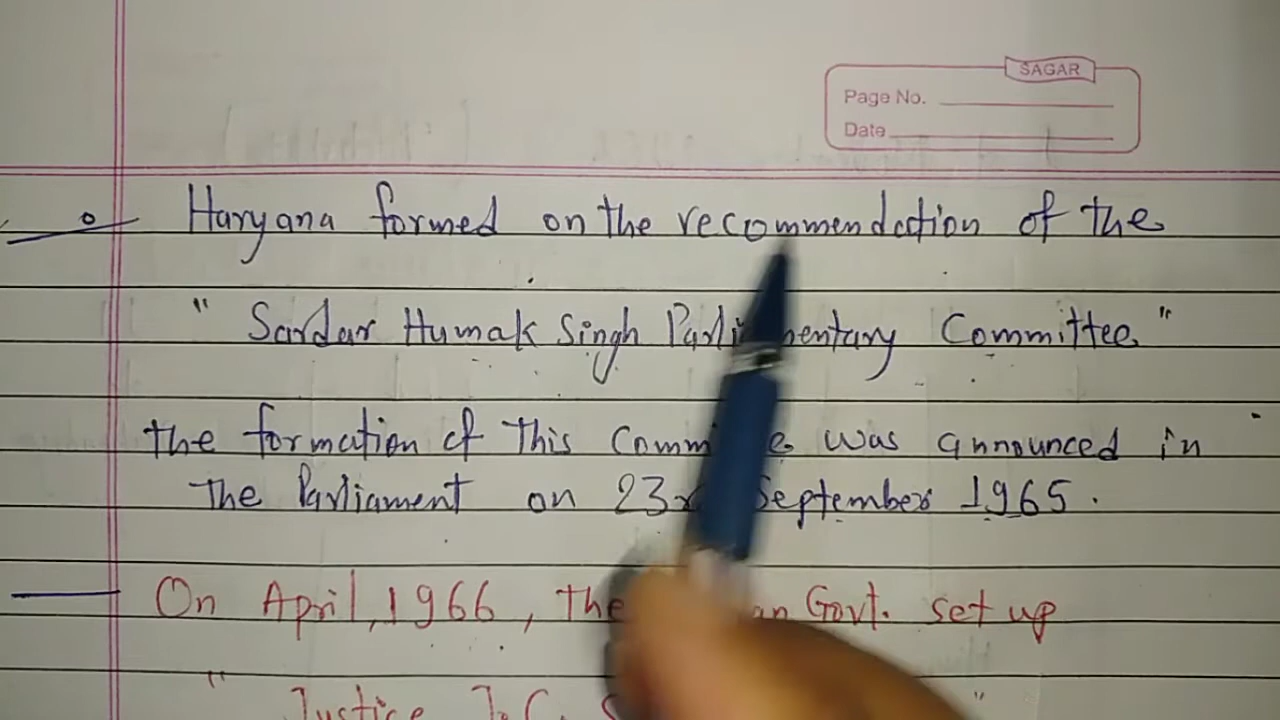 SAGAR
Page No.
Date
Haryana formed on the recommendation of the
" Sardar Humak Singh Parliamentary Committee "
the formation of this Committee was announced in
the Parliament on 23rd September 1965.
On April, 1966, The Govt. set up
" Justice J.C. "